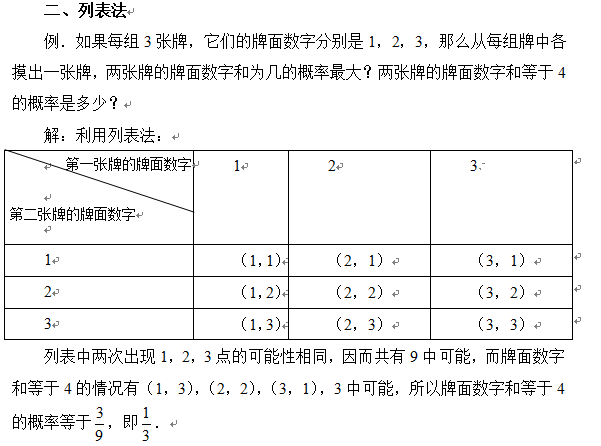 二、列表法
例．如果每组3张牌，它们的牌面数字分别是1，2，3，那么从每组牌中各
摸出一张牌，两张牌的牌面数字和为几的概率最大？两张牌的牌面数字和等于4
的概率是多少？
解：利用列表法：
第一张牌的牌面数字 1 2 3
第二张牌的牌面数字
1 （1,1） （2，1） （3，1）
2 （1,2） （2，2） （3，2）
3 （1,3） （2，3） （3，3）
列表中两次出现1，2，3点的可能性相同，因而共有9中可能，而牌面数字
和等于4的情况有（1，3），（2，2），（3，1），3中可能，所以牌面数字和等于4
的概率等于3/9，即1/3．